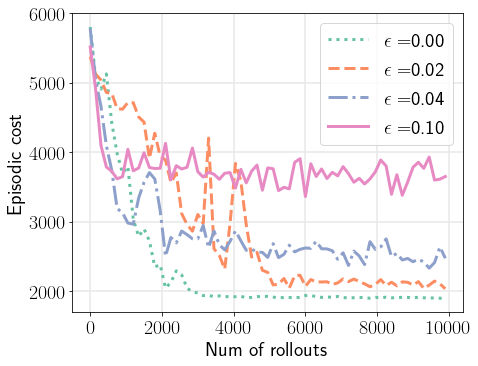 6000
5000
4000
3000
2000
Episodic cost
ϵ =0.00
ϵ =0.02
ϵ =0.04
ϵ =0.10
0 2000 4000 6000 8000 10000
Num of rollouts